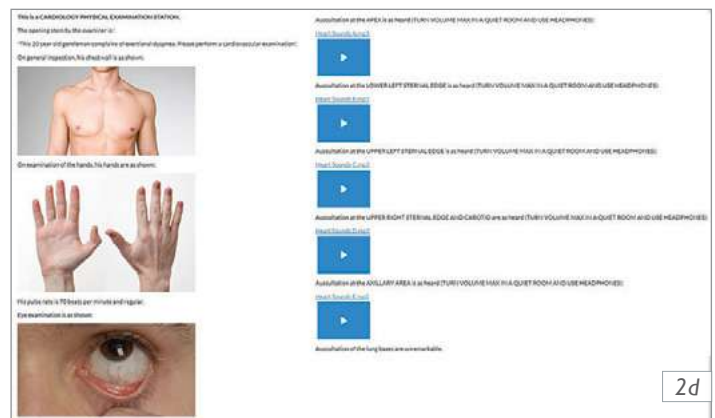 This is a CARDIOLOGY PHYSICAL EXAMINATION STATION.
The opening stem by the examiner is:
"This 20 year old gentleman complains of exertional dyspnea. Please perform a cardiovascular examination".
On general inspection, his chest wall is as shown:
On examination of the hands, his hands are as shown:
His pulse rate is 70 beats per minute and regular.
Eye examination is as shown:
Auscultation at the APEX is as heard (TURN VOLUME MAX IN A QUIET ROOM AND USE HEADPHONES):
Heart Sounds A.mp3
Auscultation at the LOWER LEFT STERNAL EDGE is as heard (TURN VOLUME MAX IN A QUIET ROOM AND USE HEADPHONES):
Heart Sounds B.mp3
Auscultation at the UPPER LEFT STERNAL EDGE is as heard (TURN VOLUME MAX IN A QUIET ROOM AND USE HEADPHONES):
Heart Sounds C.mp3
Auscultation at the UPPER RIGHT STERNAL EDGE AND CAROTID are as heard (TURN VOLUME MAX IN A QUIET ROOM AND USE HEADPHONES):
Heart Sounds D.mp3
Auscultation at the AXILLARY AREA is as heard (TURN VOLUME MAX IN A QUIET ROOM AND USE HEADPHONES):
Heart Sounds E.mp3
Auscultation of the lung bases are unremarkable.
2d